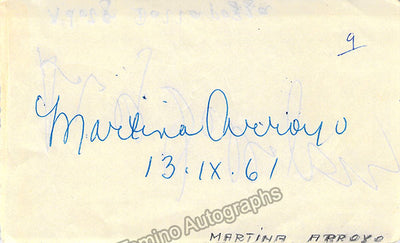 9
Martina Arroyo
13.IX.61
Tamino Autographs
MARTINA ARROYO